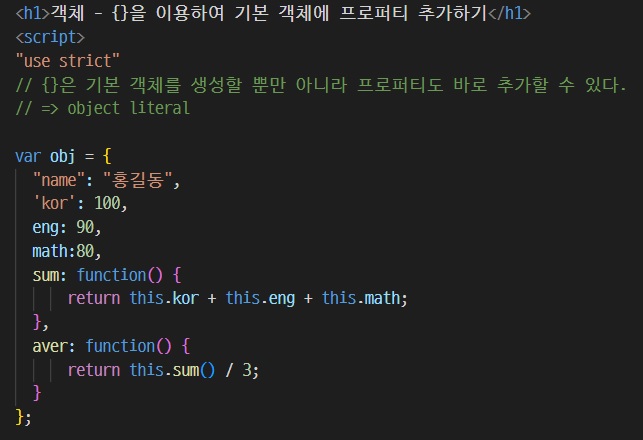 <h1>객체 - {}을 이용하여 기본 객체에 프로퍼티 추가하기</h1>
<script>
"use strict"
// {}은 기본 객체를 생성할 뿐만 아니라 프로퍼티도 바로 추가할 수 있다.
// => object literal
var obj = {
"name": "홍길동",
'kor': 100,
eng: 90,
math:80,
sum: function() {
return this.kor + this.eng + this.math;
},
aver: function() {
return this.sum() / 3;
}
};